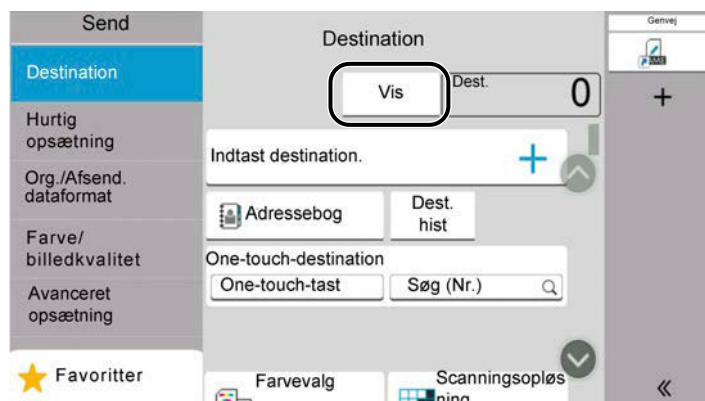 Send
Destination
Hurtig
opsætning
Org./Afsend.
dataformat
Farve/
billedkvalitet
Avanceret
opsætning
Favoritter
Destination
Vis
Dest.
0
Indtast destination.
Adressebog
Dest.
hist
One-touch-destination
One-touch-tast
Søg (Nr.)
Farvevalg
Scanningsopløs
ning
Genvej